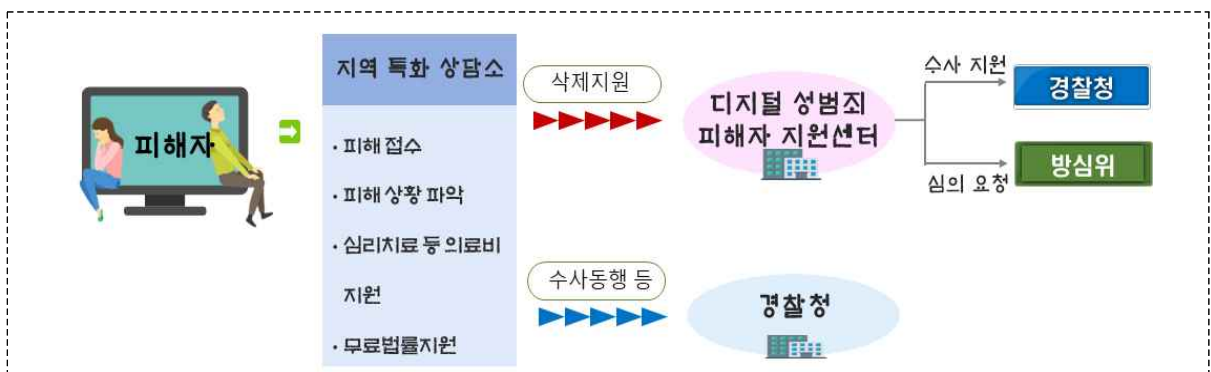 피해자
지역 특화 상담소
· 피해 접수
· 피해 상황 파악
· 심리치료 등 의료비
지원
· 무료법률지원
삭제지원
디지털 성범죄
피해자 지원센터
수사 지원
경찰청
심의 요청
방심위
수사동행 등
경찰청